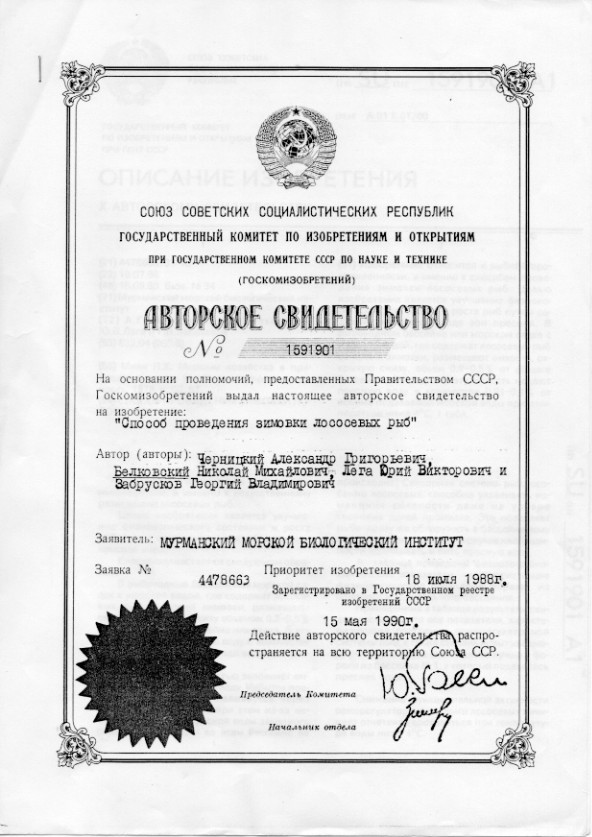 СОЮЗ СОВЕТСКИХ СОЦИАЛИСТИЧЕСКИХ РЕСПУБЛИК
ГОСУДАРСТВЕННЫЙ КОМИТЕТ ПО ИЗОБРЕТЕНИЯМ И ОТКРЫТИЯМ
ПРИ ГОСУДАРСТВЕННОМ КОМИТЕТЕ СССР ПО НАУКЕ И ТЕХНИКЕ
(ГОСКОМИЗОБРЕТЕНИЙ)
АВТОРСКОЕ СВИДЕТЕЛЬСТВО
№ 1591901
На основании полномочий, предоставленных Правительством СССР,
Госкомизобретений выдал настоящее авторское свидетельство
на изобретение:
"Способ проведения зимовки лососевых рыб"
Автор (авторы): Черницкий Александр Григорьевич,
Белковский Николай Михайлович, Лега Юрий Викторович и
Забрусков Георгий Владимирович
Заявитель: МУРМАНСКИЙ МОРСКОЙ БИОЛОГИЧЕСКИЙ ИНСТИТУТ
Заявка № 4478663 Приоритет изобретения 18 июля 1988г.
Зарегистрировано в Государственном реестре
изобретений СССР
15 мая 1990г.
Действие авторского свидетельства распро-
страняется на всю территорию Союза ССР.
Председатель Комитета
Начальник отдела
ОПИСАНИЕ ИЗОБРЕТЕНИЯ